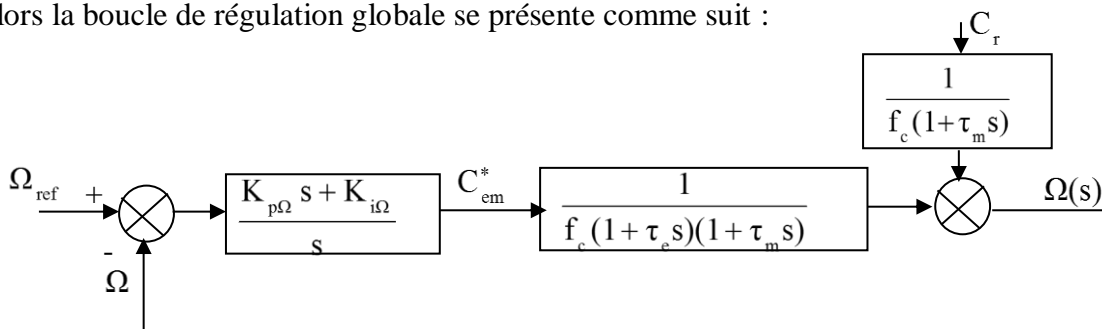 lors la boucle de régulation globale se présente comme suit :
C_r
1
f_c(1+τ_m s)
Ω_ref
+
K_pΩ s + K_iΩ
s
C*_em
1
f_c(1+τ_e s)(1+τ_m s)
Ω(s)
-
Ω